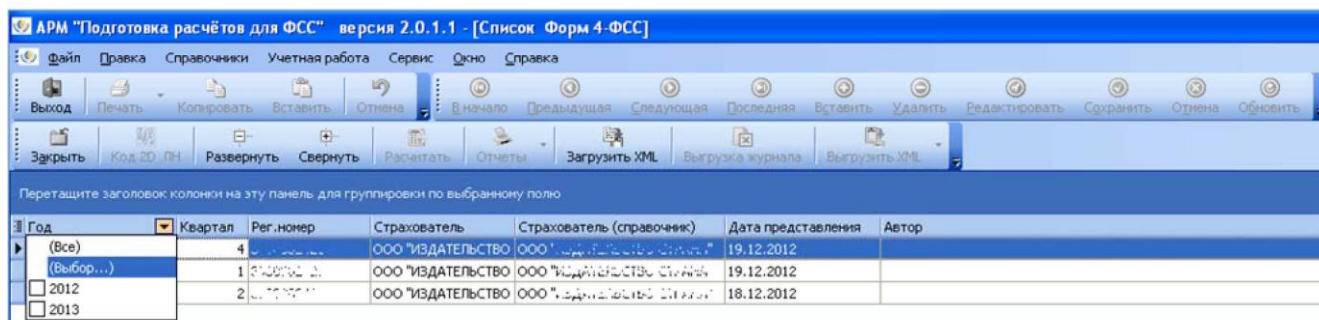 АРМ "Подготовка расчётов для ФСС" версия 2.0.1.1 - [Список Форм 4-ФСС]
Файл Правка Справочники Учетная работа Сервис Окно Справка
Выход Печать Копировать Вставить Отмена В начало Предыдущая Следующая Последняя Вставить Удалить Редактировать Сохранить Отмена Обновить
Закрыть Код 2D ПН Развернуть Свернуть Расчитать Отчеты Загрузить XML Выгрузка журнала Выгрузить XML
Перетащите заголовок колонки на эту панель для группировки по выбранному полю
Год Квартал Рег.номер Страхователь Страхователь (справочник) Дата представления Автор
(Все) 4 ООО "ИЗДАТЕЛЬСТВО ООО " 19.12.2012
(Выбор...) 1 ООО "ИЗДАТЕЛЬСТВО ООО " 19.12.2012
2012 2 ООО "ИЗДАТЕЛЬСТВО ООО " 18.12.2012
2013